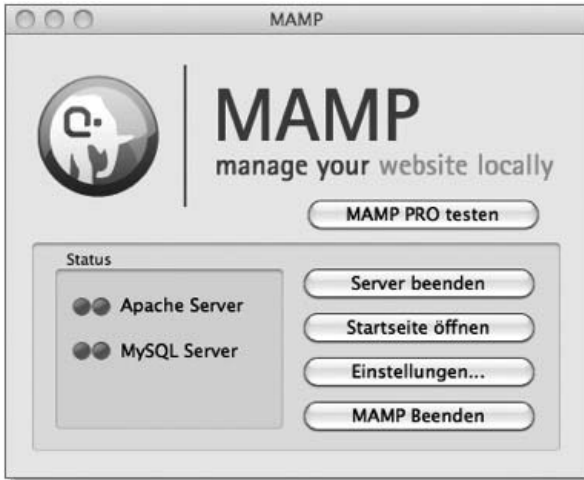 MAMP
MAMP
manage your website locally
MAMP PRO testen
Status
Apache Server
MySQL Server
Server beenden
Startseite öffnen
Einstellungen...
MAMP Beenden